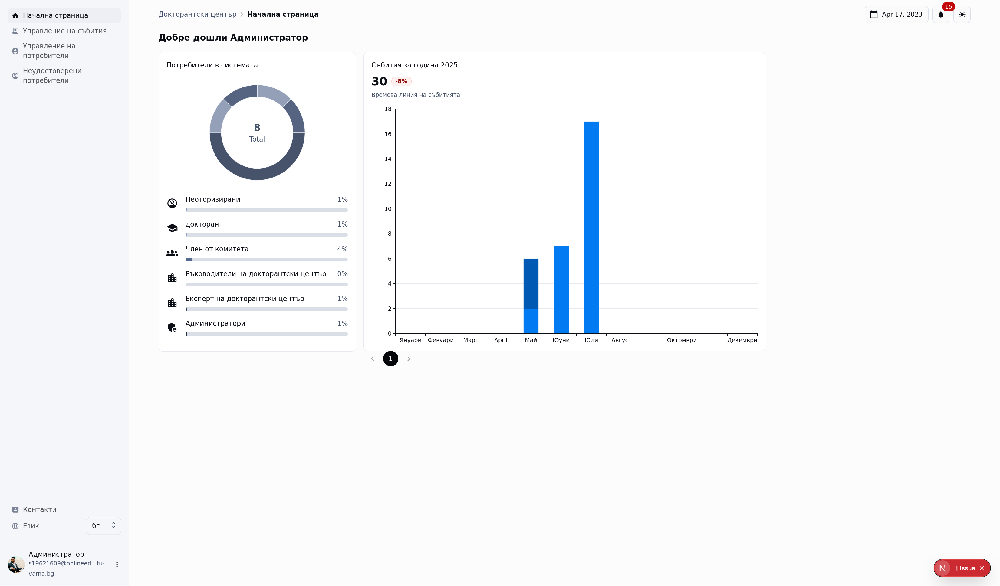 Начална страница
Управление на събития
Управление на
потребители
Неудостоверени
потребители
Контакти
Език
бг
Администратор
s19621609@onlineedu.tu-
varna.bg
Докторантски център
Начална страница
Apr 17, 2023
15
Добре дошли Администратор
Потребители в системата
8
Total
Неоторизирани 1%
докторант 1%
Член от комитета 4%
Ръководители на докторантски център 0%
Експерт на докторантски център 1%
Администратори 1%
Събития за година 2025
30 -8%
Времева линия на събитията
18
16
14
12
10
8
6
4
2
0
Януари Февуари Март April Май Юуни Юли Август Октомври Декември
1
N 1 Issue